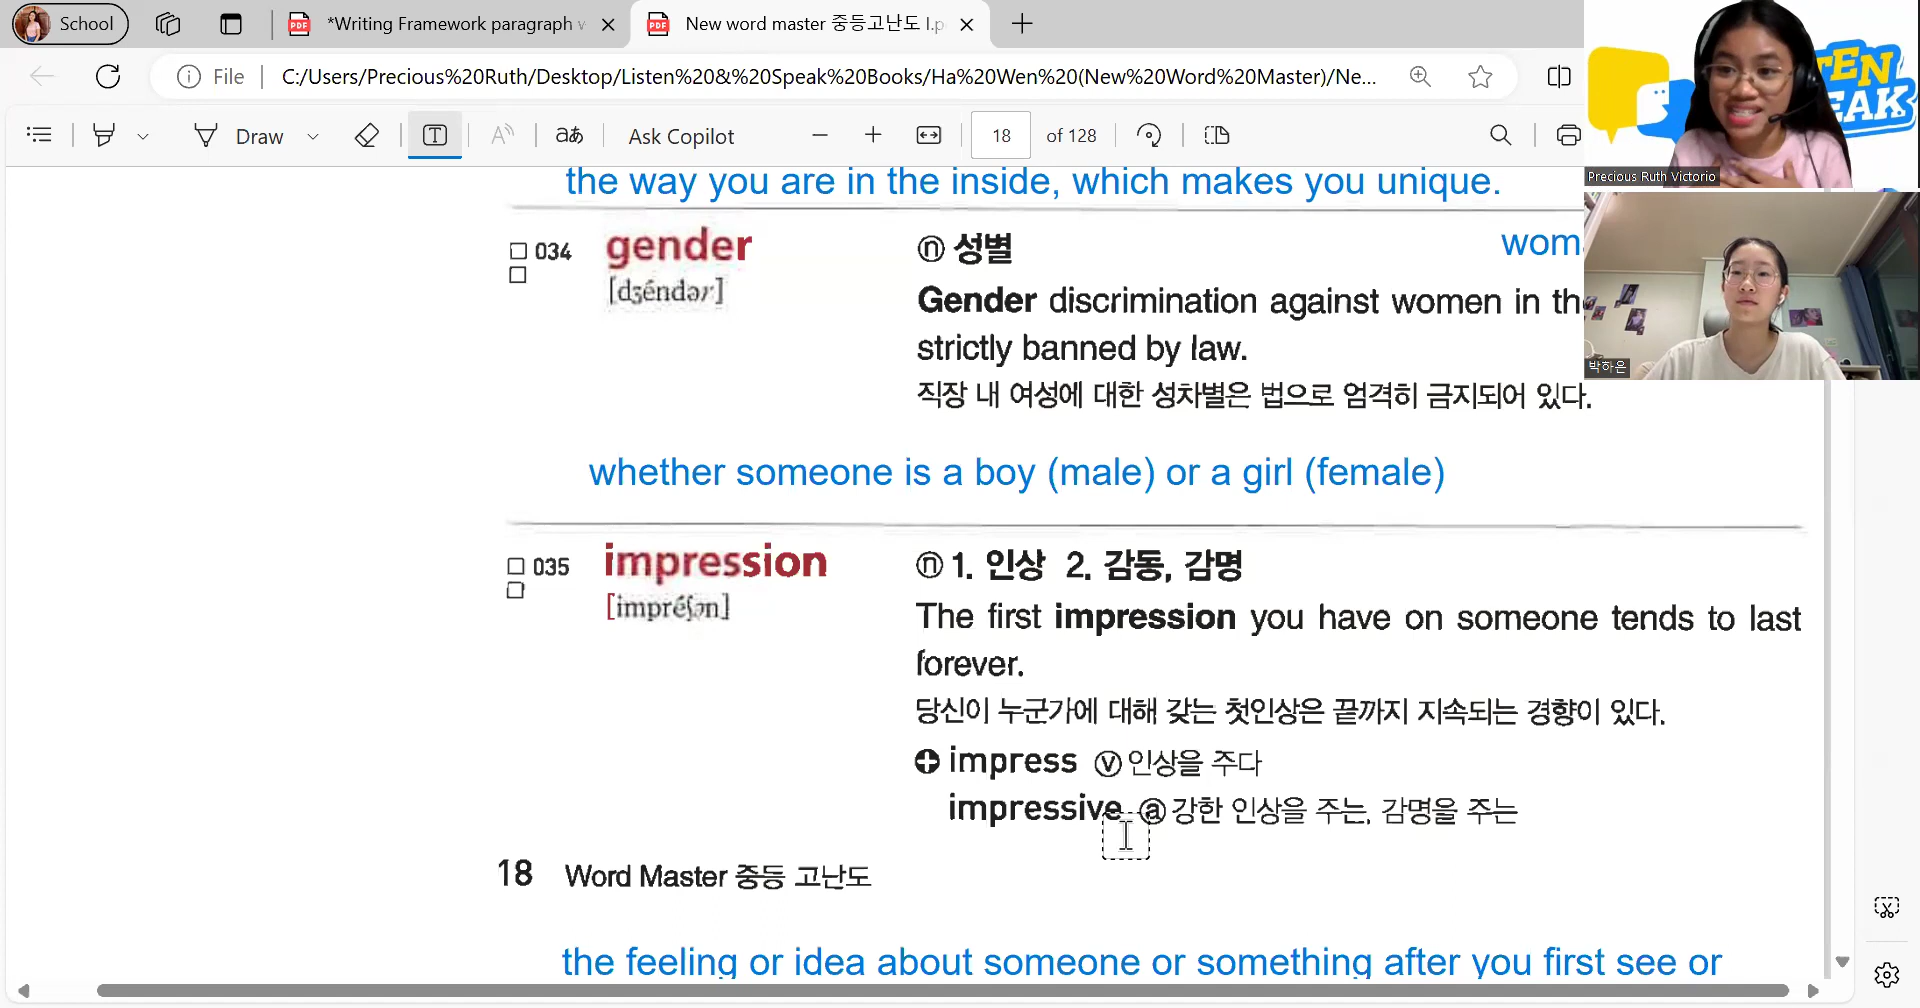 School
*Writing Framework paragraph v
New word master 중등고난도 I.p
File
C:/Users/Precious%20Ruth/Desktop/Listen%20&%20Speak%20Books/Ha%20Wen%20(New%20Word%20Master)/Ne...
Draw
Ask Copilot
18 of 128
TEN
EAK
Precious Ruth Victorio
박하은
the way you are in the inside, which makes you unique.
034 gender ⓝ 성별
wom
[dʒéndər]
Gender discrimination against women in th
strictly banned by law.
직장 내 여성에 대한 성차별은 법으로 엄격히 금지되어 있다.
whether someone is a boy (male) or a girl (female)
035 impression ⓝ 1. 인상 2. 감동, 감명
[impréʃən]
The first impression you have on someone tends to last
forever.
당신이 누군가에 대해 갖는 첫인상은 끝까지 지속되는 경향이 있다.
impress ⓥ 인상을 주다
impressive ⓐ 강한 인상을 주는, 감명을 주는
18 Word Master 중등 고난도
the feeling or idea about someone or something after you first see or